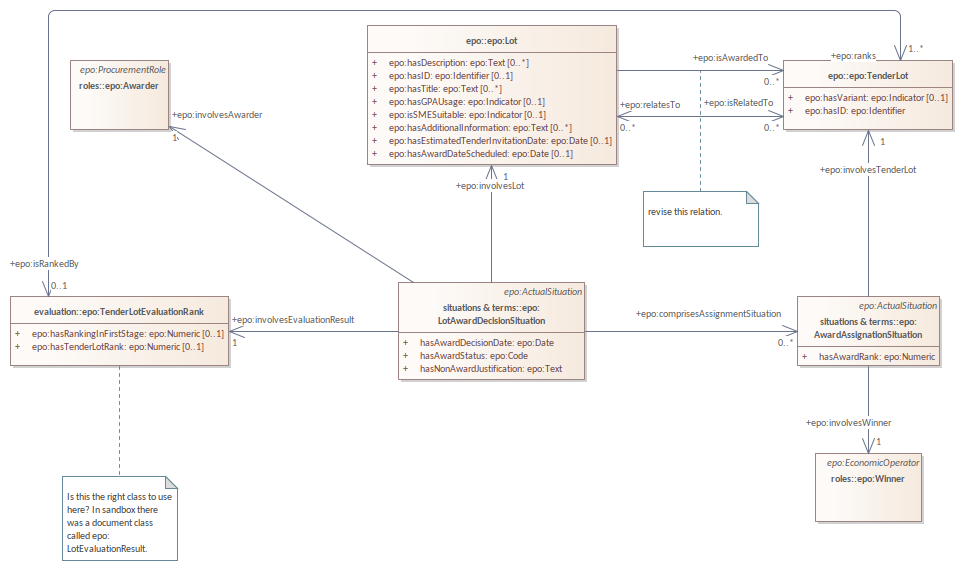 epo:ProcurementRole
roles::epo:Awarder
epo::epo:Lot
+ epo:hasDescription: epo:Text [0..*]
+ epo:hasID: epo:Identifier [0..1]
+ epo:hasTitle: epo:Text [0..*]
+ epo:hasGPAUsage: epo:Indicator [0..1]
+ epo:isSMESuitable: epo:Indicator [0..1]
+ epo:hasAdditionalInformation: epo:Text [0..*]
+ epo:hasEstimatedTenderInvitationDate: epo:Date [0..1]
+ epo:hasAwardDateScheduled: epo:Date [0..1]
+epo:isAwardedTo
0..*
+epo:relatesTo
0..*
+epo:isRelatedTo
0..*
+epo:ranks
1..*
epo::epo:TenderLot
+ epo:hasVariant: epo:Indicator [0..1]
+ epo:hasID: epo:Identifier
+epo:involvesAwarder
1
1
+epo:involvesLot
1
+epo:involvesTenderLot
revise this relation.
+epo:isRankedBy
0..1
evaluation::epo:TenderLotEvaluationRank
+ epo:hasRankingInFirstStage: epo:Numeric [0..1]
+ epo:hasTenderLotRank: epo:Numeric [0..1]
+epo:involvesEvaluationResult
1
epo:ActualSituation
situations & terms::epo:
LotAwardDecisionSituation
+ hasAwardDecisionDate: epo:Date
+ hasAwardStatus: epo:Code
+ hasNonAwardJustification: epo:Text
+epo:comprisesAssignmentSituation
0..*
epo:ActualSituation
situations & terms::epo:
AwardAssignationSituation
+ hasAwardRank: epo:Numeric
+epo:involvesWinner
1
epo:EconomicOperator
roles::epo:Winner
Is this the right class to use
here? In sandbox there
was a document class
called epo:
LotEvaluationResult.